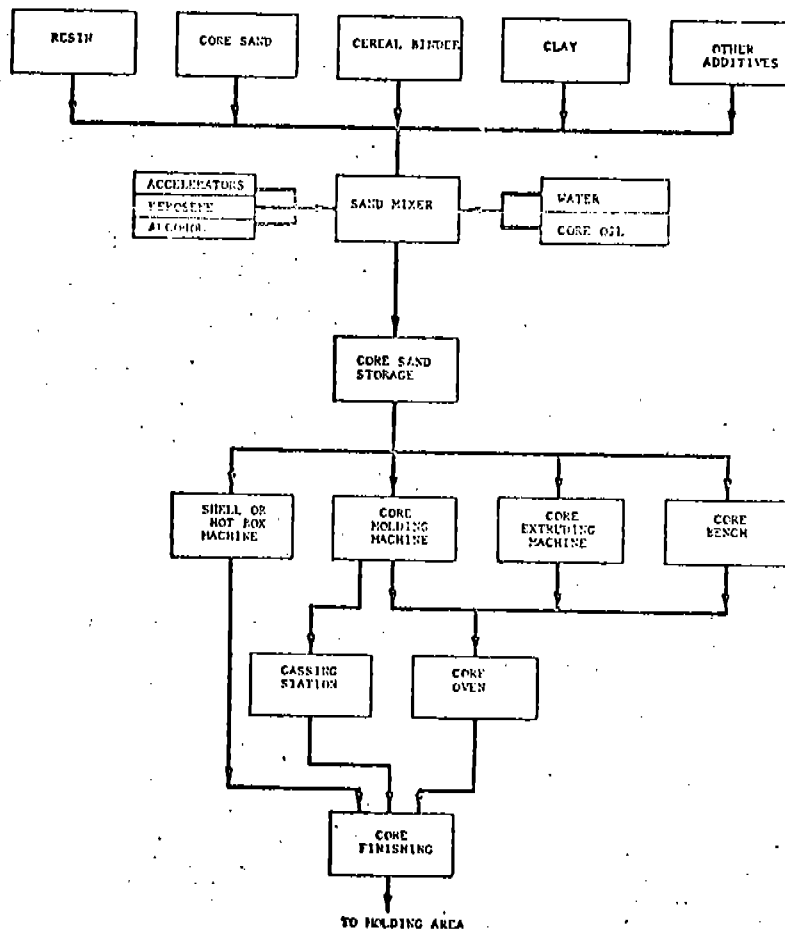 RESIN
CORE SAND
CEREAL BINDER
CLAY
OTHER
ADDITIVES
ACCELERATORS
KEROSENE
ALCOHOL
SAND MIXER
WATER
CORE OIL
CORE SAND
STORAGE
SHELL OR
HOT BOX
MACHINE
CORE
MOLDING
MACHINE
CORE
EXTRUDING
MACHINE
CORE
BENCH
GASSING
STATION
CORE
OVEN
CORE
FINISHING
TO MOLDING AREA